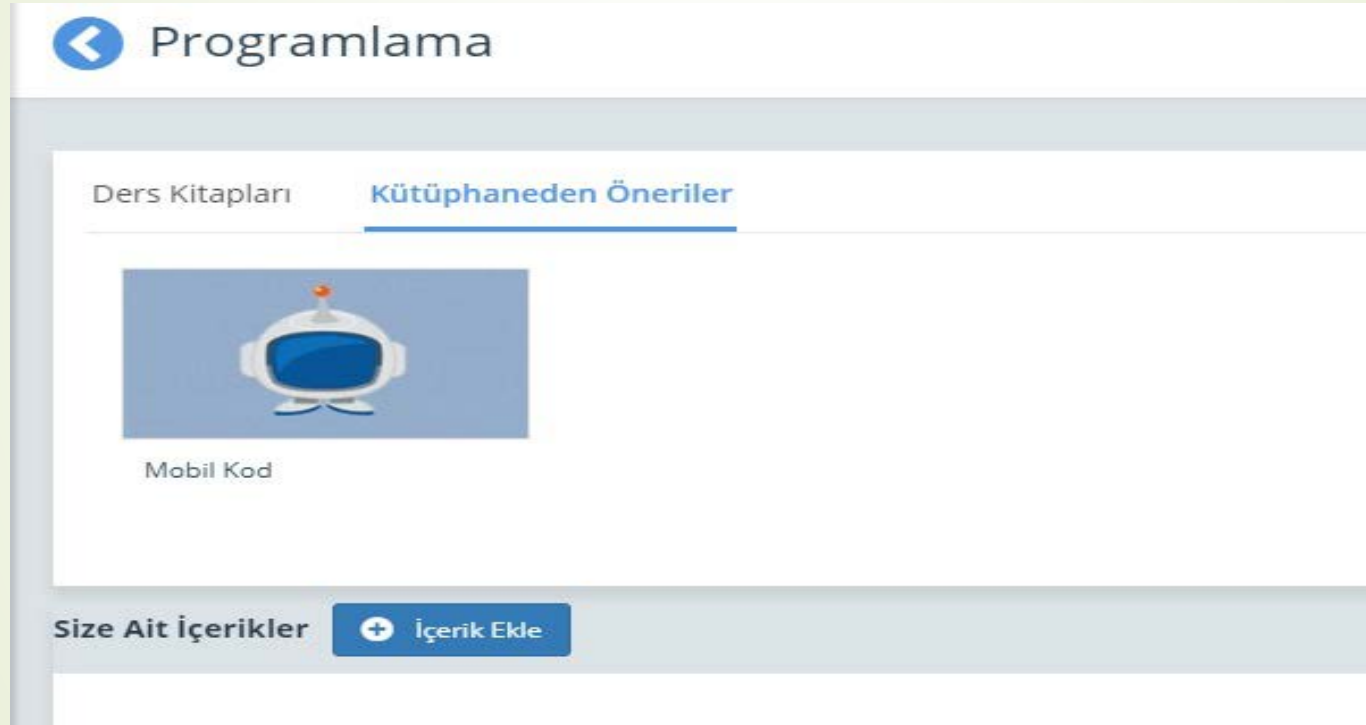 Programlama
Ders Kitapları Kütüphaneden Öneriler
Mobil Kod
Size Ait İçerikler İçerik Ekle